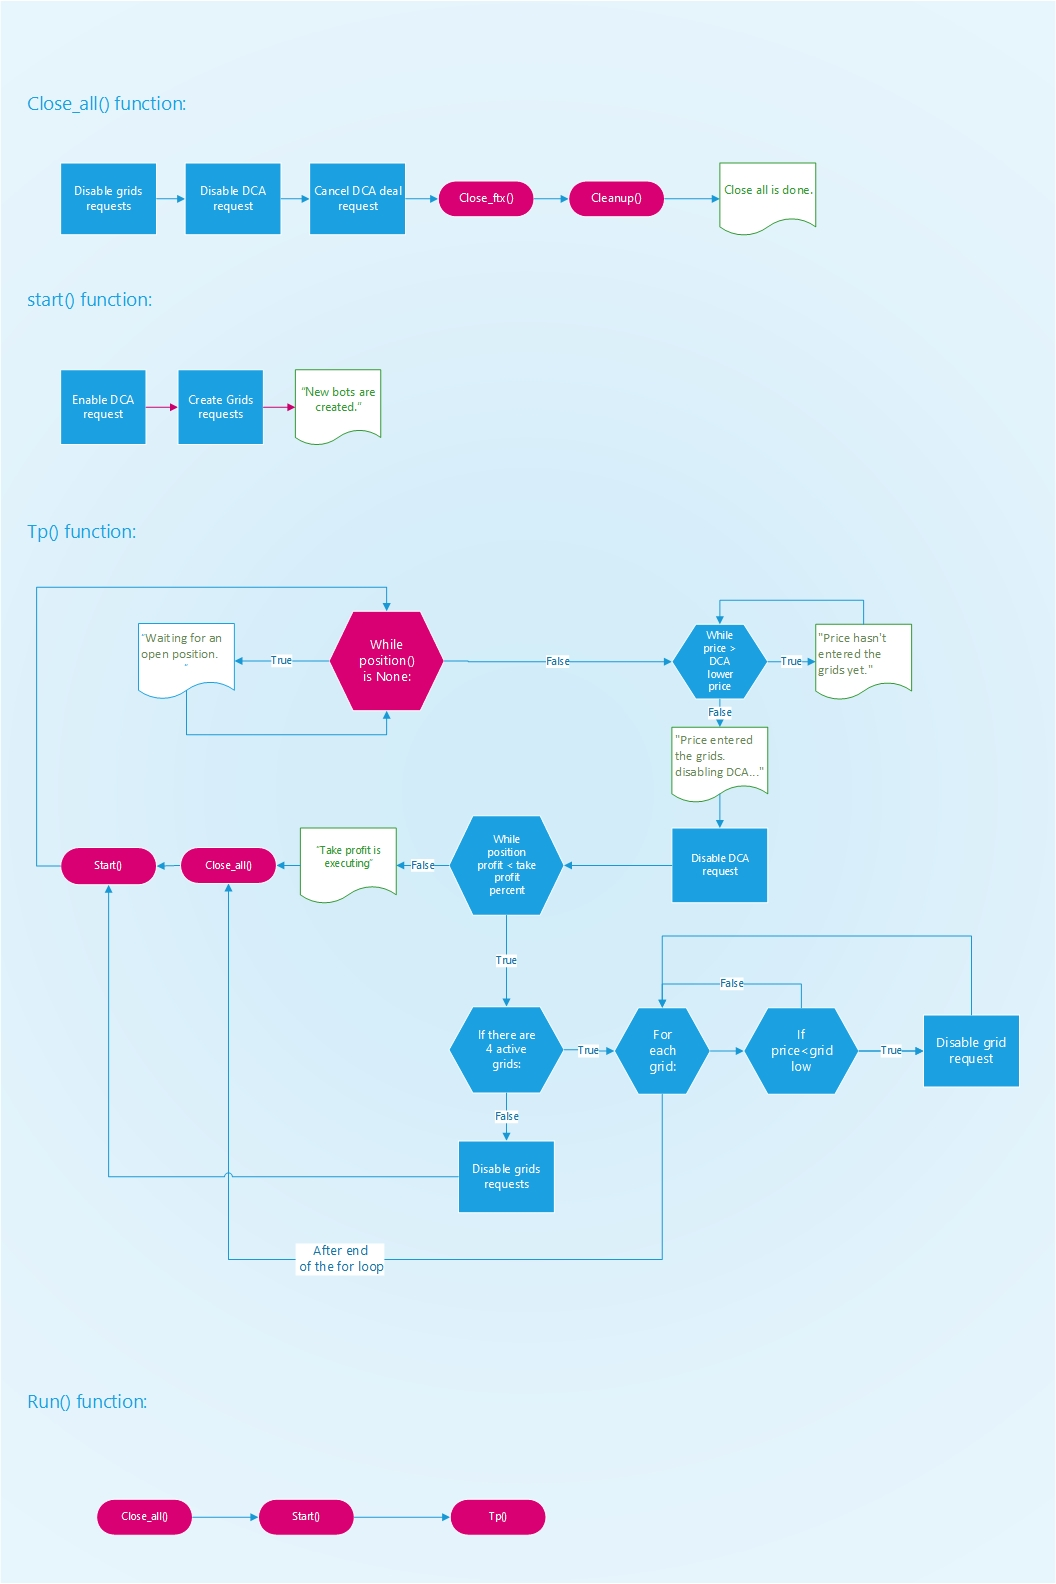 Close_all() function:
Disable grids
requests
Disable DCA
request
Cancel DCA deal
request
Close_ftx()
Cleanup()
Close all is done.
start() function:
Enable DCA
request
Create Grids
requests
"New bots are
created."
Tp() function:
"Waiting for an
open position.
"
True
While
position()
is None:
False
While
price >
DCA
lower
price
True
"Price hasn't
entered the
grids yet."
False
"Price entered
the grids.
disabling DCA..."
Start()
Close_all()
"Take profit is
executing"
False
While
position
profit < take
profit
percent
Disable DCA
request
True
False
If there are
4 active
grids:
True
For
each
grid:
If
price<grid
low
True
Disable grid
request
False
Disable grids
requests
After end
of the for loop
Run() function:
Close_all()
Start()
Tp()